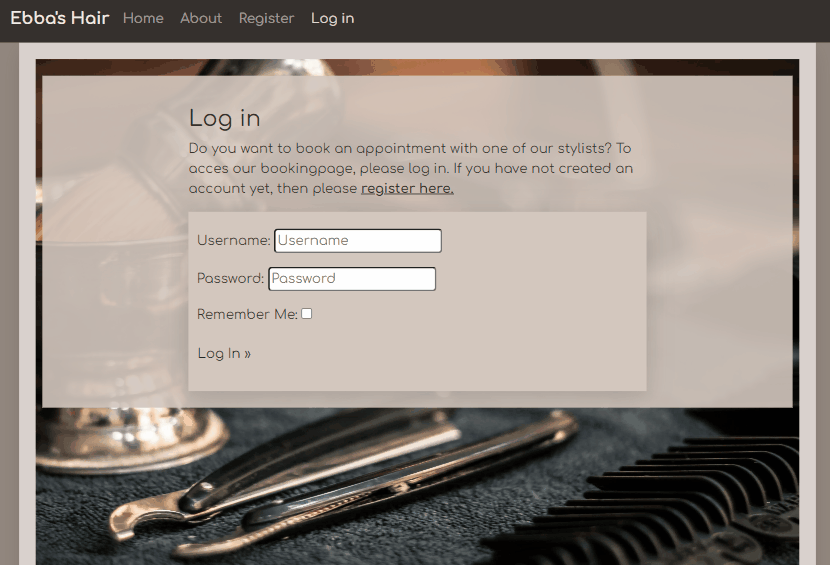 Ebba's Hair Home About Register Log in
Log in
Do you want to book an appointment with one of our stylists? To
acces our bookingpage, please log in. If you have not created an
account yet, then please register here.
Username: Username
Password: Password
Remember Me:
Log In »